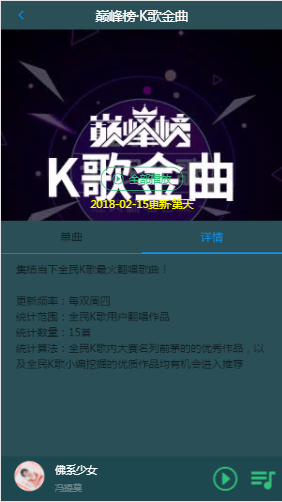 巅峰榜·K歌金曲
巅峰榜
K歌金曲
全部播放
2018-02-15更新·第天
单曲
详情
集结当下全民K歌最火翻唱歌曲！
更新频率：每双周四
统计范围：全民K歌用户翻唱作品
统计数量：15首
统计算法：全民K歌内大赛名列前茅的的优秀作品，以
及全民K歌小编挖掘的优质作品均有机会进入推荐
佛系少女
冯提莫